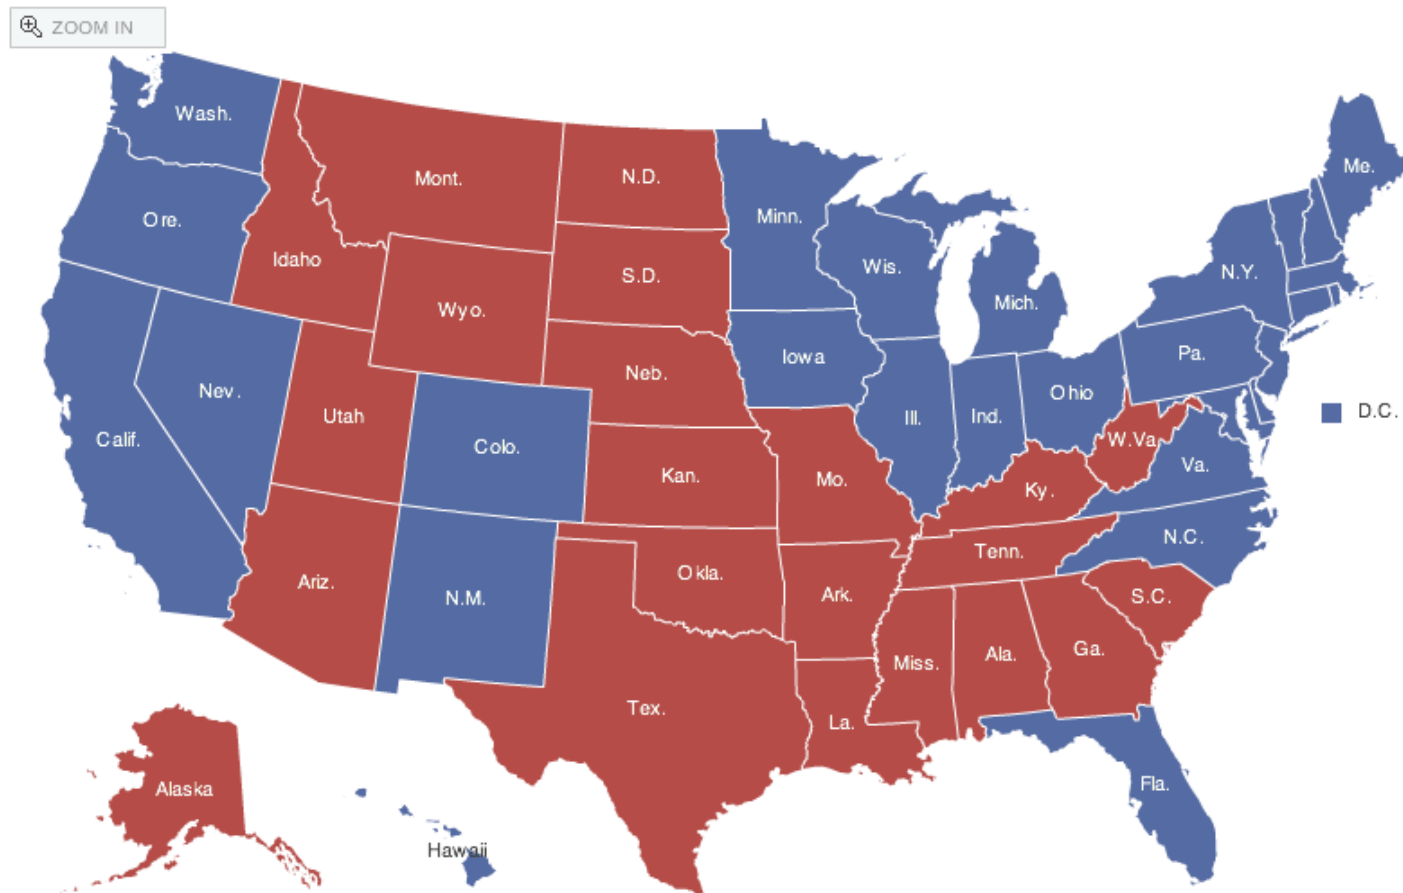 ZOOM IN
Wash.
Mont.
N.D.
Minn.
Me.
Ore.
Idaho
S.D.
Wis.
Mich.
N.Y.
Wyo.
Iowa
Pa.
Nev.
Utah
Neb.
Ill.
Ind.
Ohio
D.C.
Calif.
Colo.
Kan.
Mo.
Ky.
W.Va
Va.
Ariz.
N.M.
Okla.
Ark.
Tenn.
N.C.
S.C.
Tex.
La.
Miss.
Ala.
Ga.
Alaska
Hawaii
Fla.